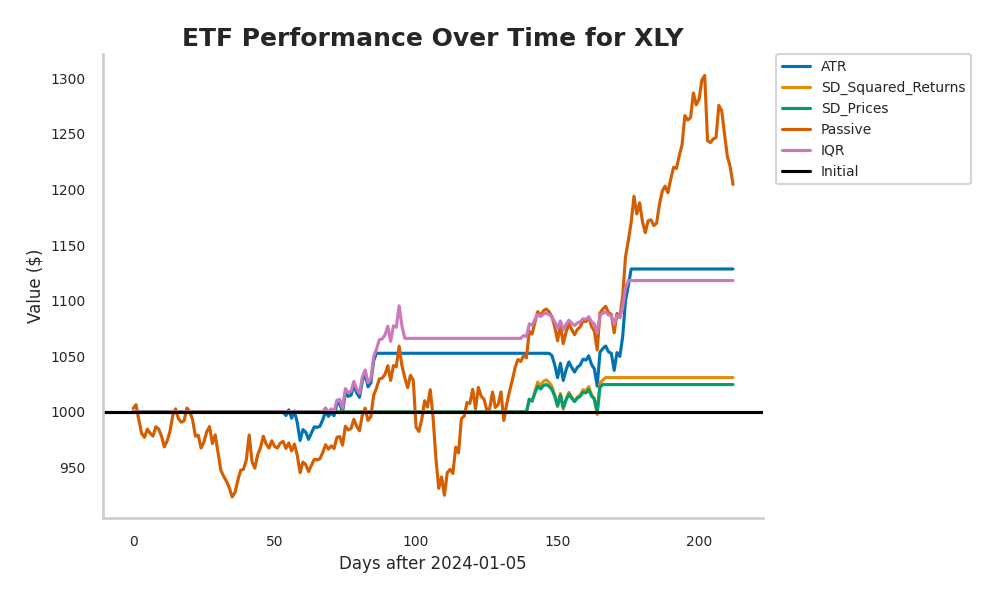 ETF Performance Over Time for XLY
1300
1250
1200
1150
1100
1050
1000
950
Value ($)
0 50 100 150 200
Days after 2024-01-05
ATR
SD_Squared_Returns
SD_Prices
Passive
IQR
Initial